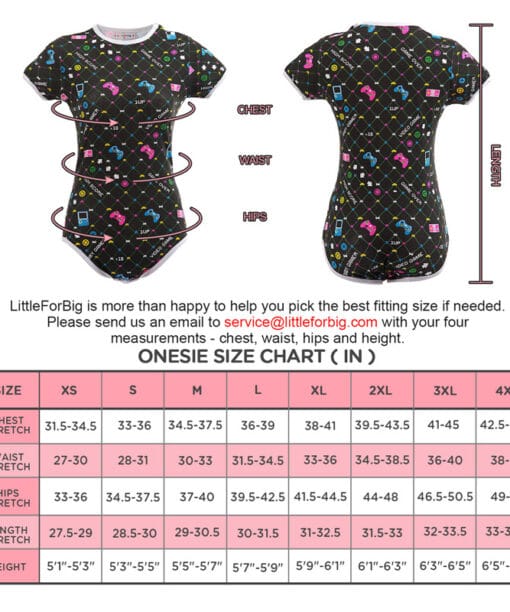 CHEST
WAIST
HIPS
LENGTH
LittleForBig is more than happy to help you pick the best fitting size if needed.
Please send us an email to service@littleforbig.com with your four
measurements - chest, waist, hips and height.
ONESIE SIZE CHART ( IN )
SIZE XS S M L XL 2XL 3XL 4X
HEST
TRETCH 31.5-34.5 33-36 34.5-37.5 36-39 38-41 39.5-43.5 41-45 42.5-
AIST
TRETCH 27-30 28-31 30-33 31.5-34.5 33-36 34.5-38.5 36-40 38-
HIPS
TRETCH 33-36 34.5-37.5 37-40 39.5-42.5 41.5-44.5 44-48 46.5-50.5 49-
NGTH
TRETCH 27.5-29 28.5-30 29-30.5 30-31.5 31-32.5 31.5-33 32-33.5 33-3
EIGHT 5'1"-5'3" 5'3"-5'5" 5'5"-5'7" 5'7"-5'9" 5'9"-6'1" 6'1"-6'3" 6'3"-6'5" 6'5"-